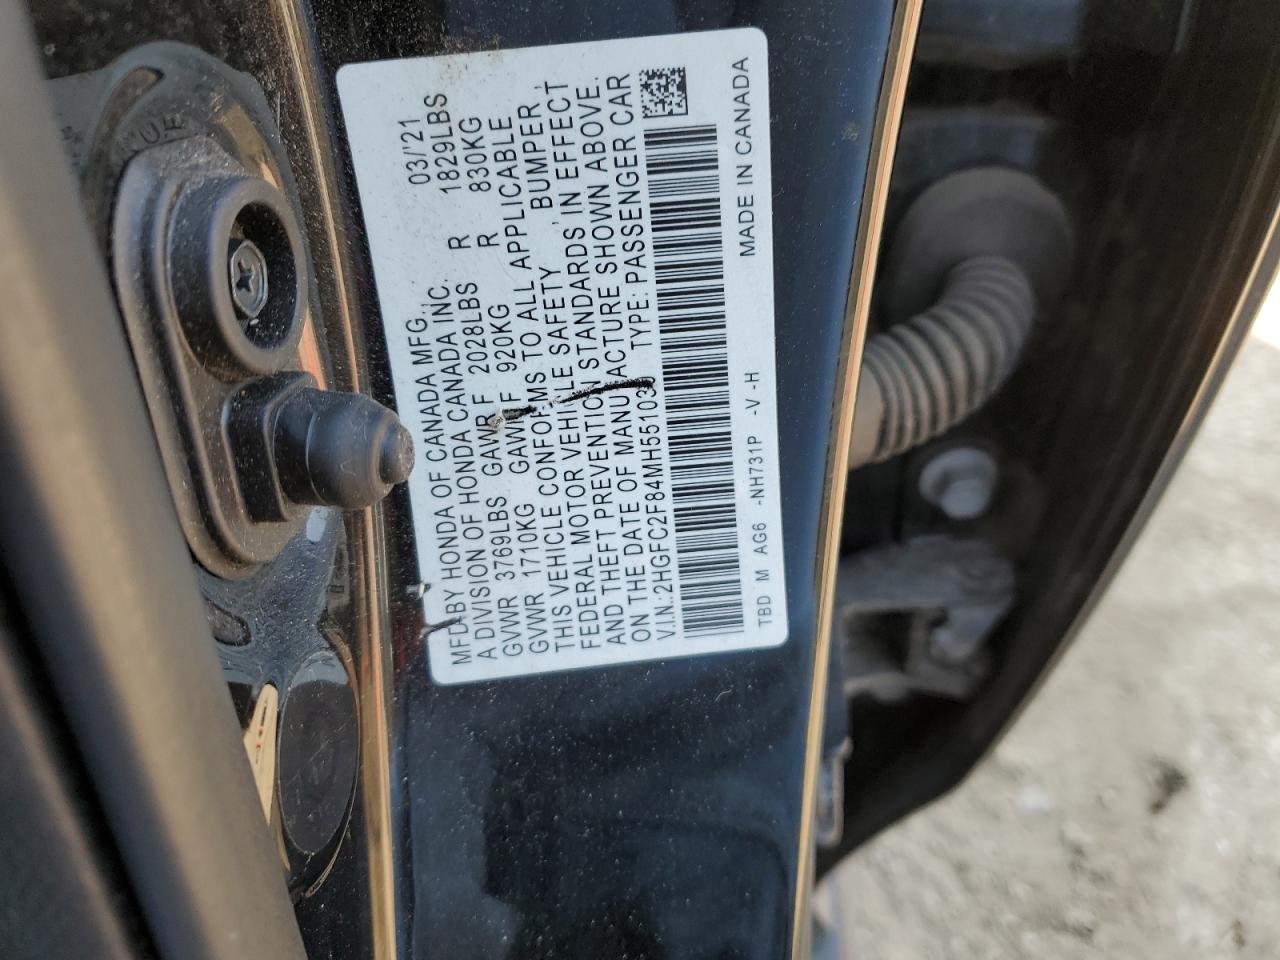 MFD. BY HONDA OF CANADA MFG., 03/'21
A DIVISION OF HONDA CANADA INC.
GVWR 3769LBS GAWR F 2028LBS R 1829LBS
GVWR 1710KG GAWR F 920KG R 830KG
THIS VEHICLE CONFORMS TO ALL APPLICABLE
FEDERAL MOTOR VEHICLE SAFETY, BUMPER,
AND THEFT PREVENTION STANDARDS IN EFFECT
ON THE DATE OF MANUFACTURE SHOWN ABOVE.
V.I.N.:2HGFC2F84MH55103 TYPE: PASSENGER CAR
TBD M AG6 -NH731P -V -H MADE IN CANADA